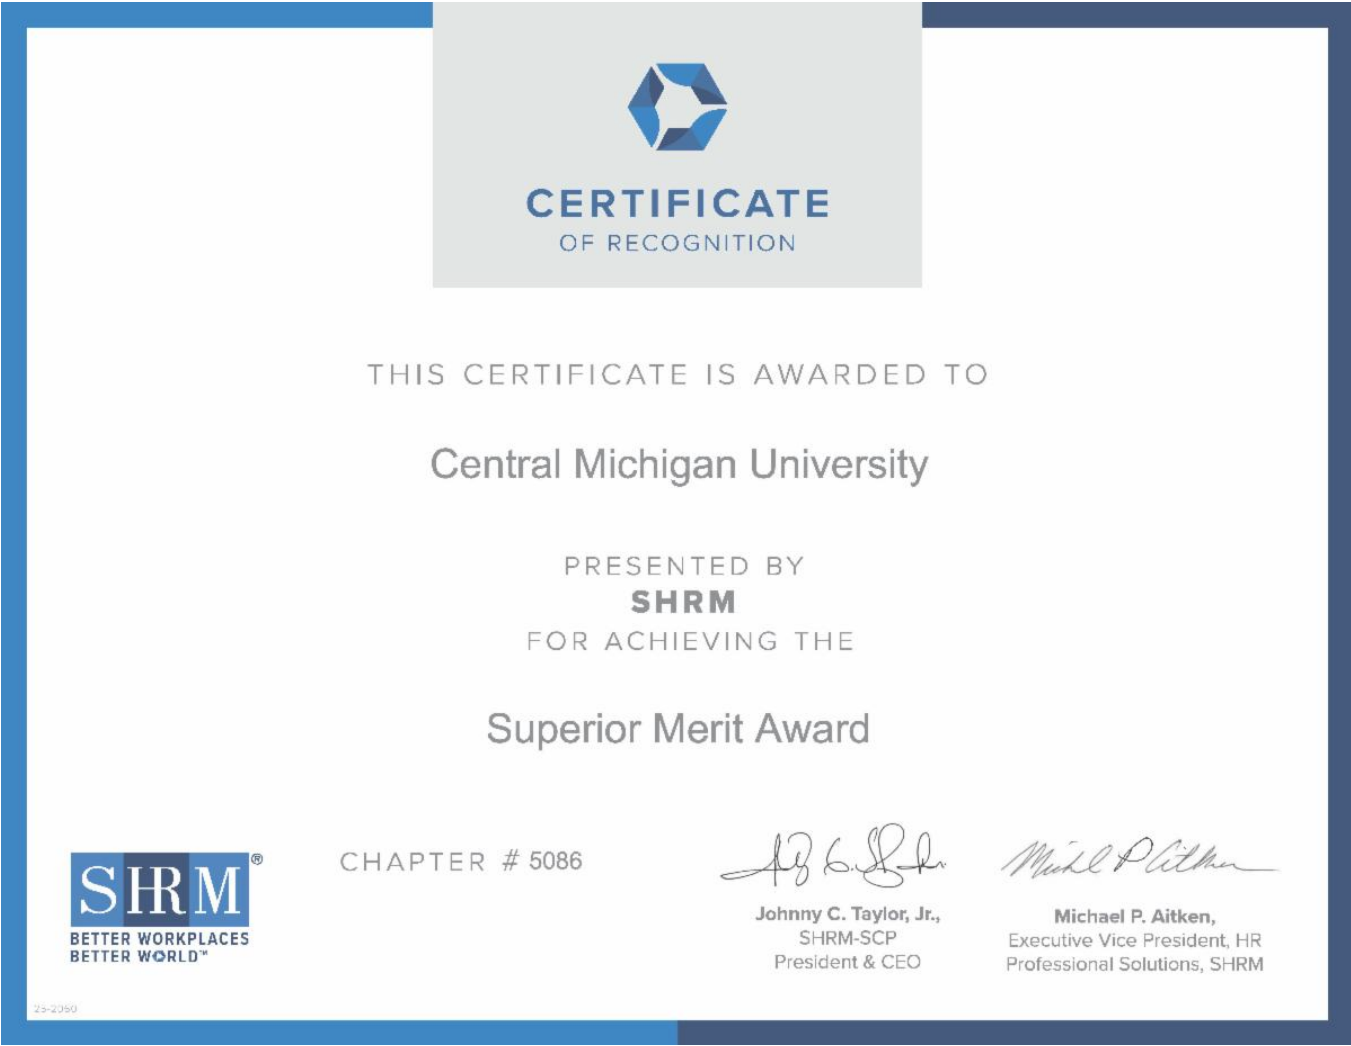 CERTIFICATE
OF RECOGNITION
THIS CERTIFICATE IS AWARDED TO
Central Michigan University
PRESENTED BY
SHRM
FOR ACHIEVING THE
Superior Merit Award
SHRM®
BETTER WORKPLACES
BETTER WORLD™
CHAPTER # 5086
Johnny C. Taylor, Jr.,
SHRM-SCP
President & CEO
Michael P. Aitken,
Executive Vice President, HR
Professional Solutions, SHRM